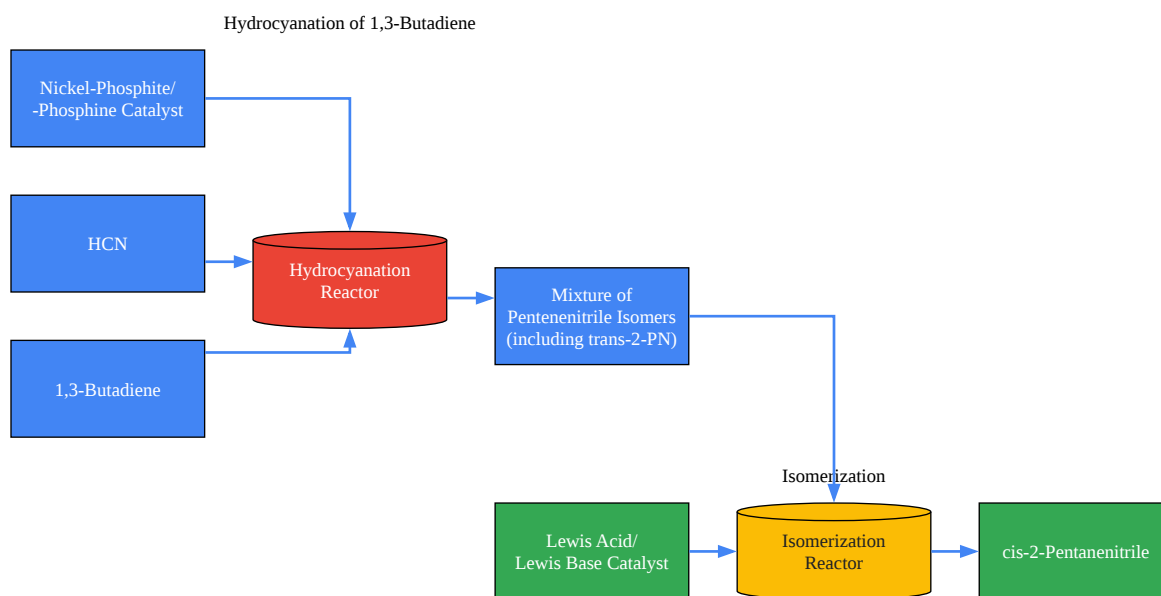 Hydrocyanation of 1,3-Butadiene
Nickel-Phosphite/
-Phosphine Catalyst
HCN
Hydrocyanation
Reactor
Mixture of
Pentenenitrile Isomers
(including trans-2-PN)
1,3-Butadiene
Isomerization
Lewis Acid/
Lewis Base Catalyst
Isomerization
Reactor
cis-2-Pentanenitrile